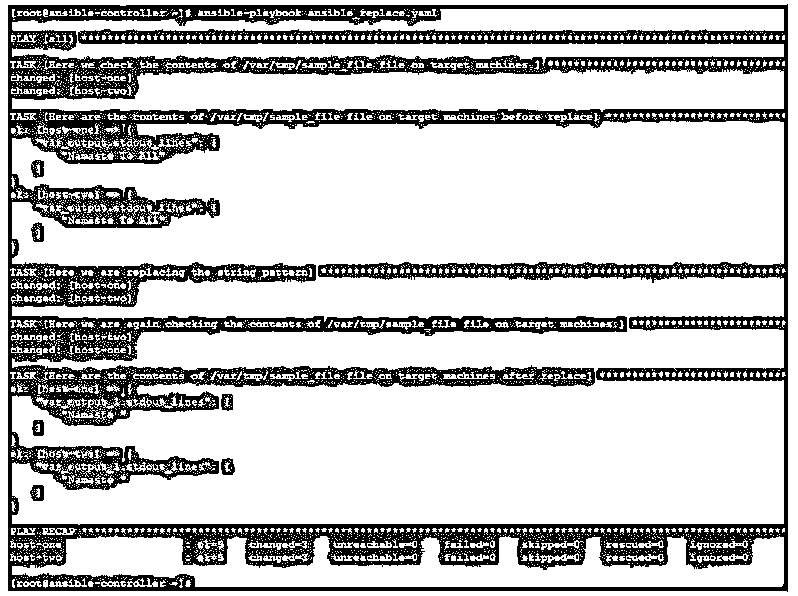 [root@ansible-controller ~]# ansible-playbook ansible_replace.yaml
PLAY [all] ****************************************************************
TASK [Here we check the contents of /var/tmp/sample_file file on target machines:] ****************************************
changed: [host-one]
changed: [host-two]
TASK [Here are the contents of /var/tmp/sample_file file on target machines before replace] ********************************
ok: [host-one] => {
"var_output.stdout_lines": [
"Namaste To All"
]
}
ok: [host-two] => {
"var_output.stdout_lines": [
"Namaste To All"
]
}
TASK [Here we are replacing the string pattern] ****************************************************************
changed: [host-one]
changed: [host-two]
TASK [Here we are again checking the contents of /var/tmp/sample_file file on target machines:] ****************************
changed: [host-two]
changed: [host-one]
TASK [Here are the contents of /var/tmp/sample_file file on target machines after replace] ********************************
ok: [host-one] => {
"var_output_1.stdout_lines": [
"Namaste "
]
}
ok: [host-two] => {
"var_output_1.stdout_lines": [
"Namaste "
]
}
PLAY RECAP ****************************************************************
host-one : ok=5 changed=3 unreachable=0 failed=0 skipped=0 rescued=0 ignored=0
host-two : ok=5 changed=3 unreachable=0 failed=0 skipped=0 rescued=0 ignored=0
[root@ansible-controller ~]#